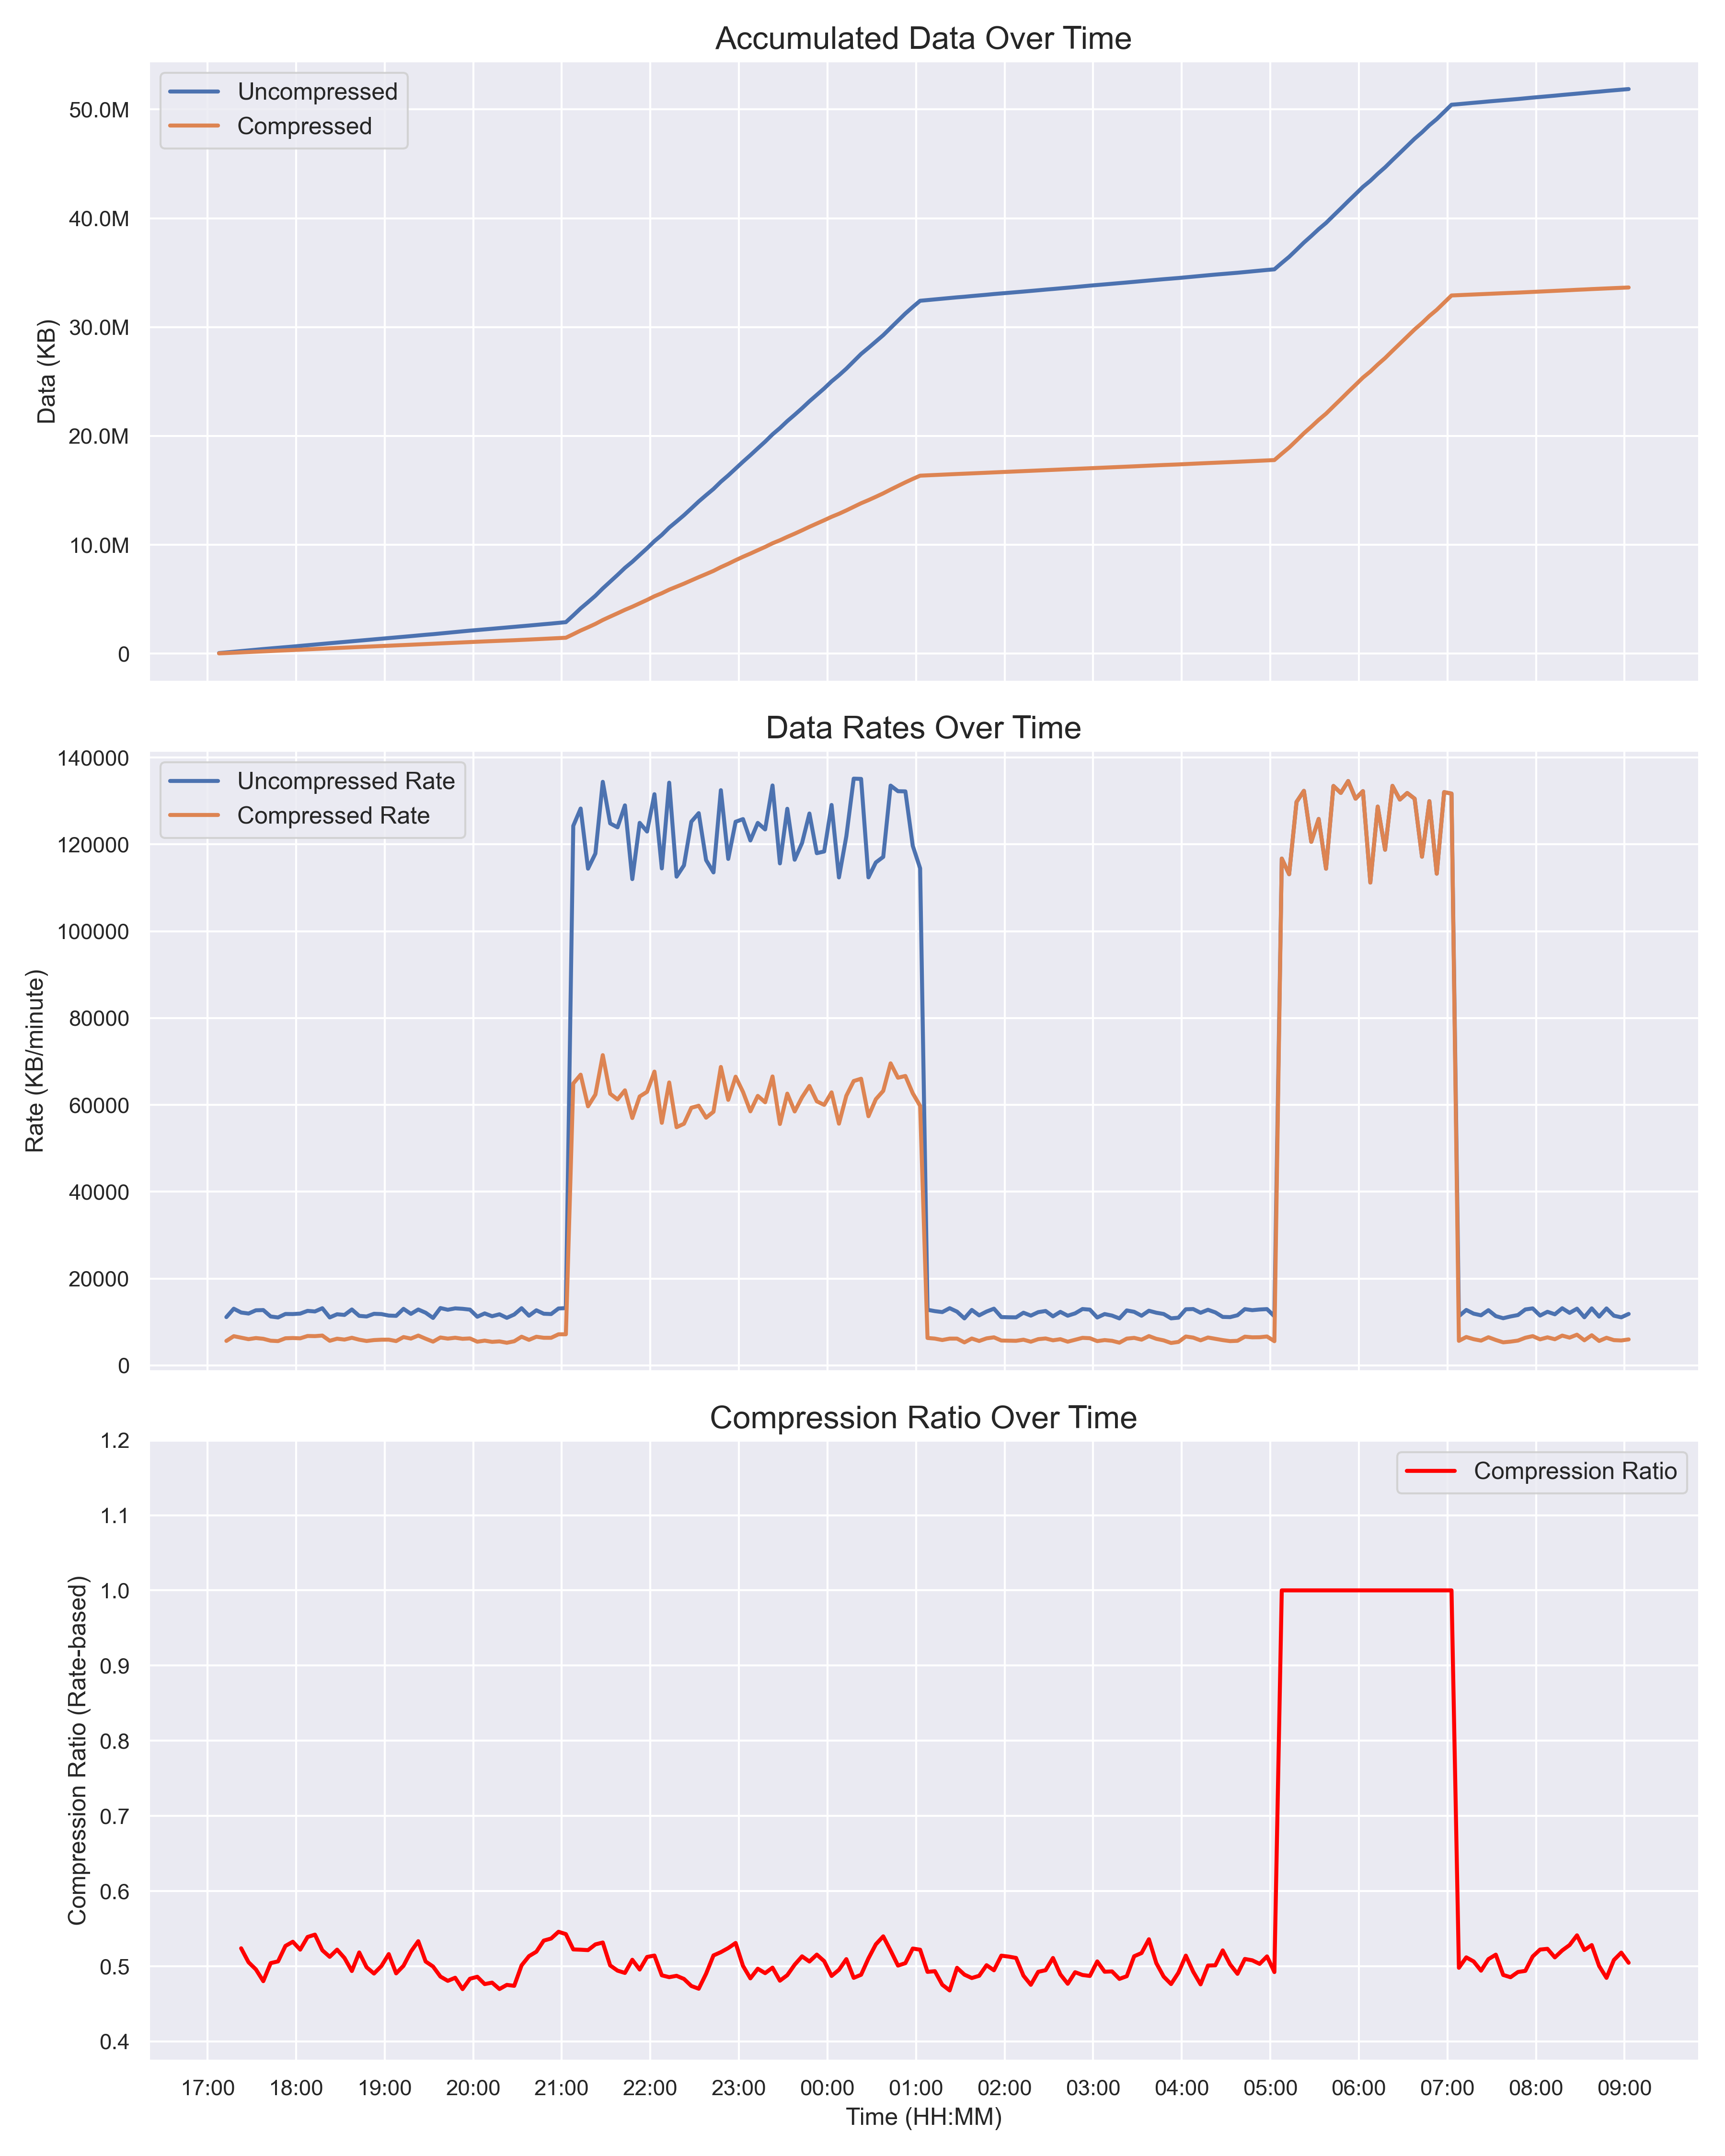 Accumulated Data Over Time
Uncompressed
Compressed
50.0M
40.0M
30.0M
20.0M
10.0M
0
Data (KB)
Data Rates Over Time
Uncompressed Rate
Compressed Rate
140000
120000
100000
80000
60000
40000
20000
0
Rate (KB/minute)
Compression Ratio Over Time
Compression Ratio
1.2
1.1
1.0
0.9
0.8
0.7
0.6
0.5
0.4
Compression Ratio (Rate-based)
17:00 18:00 19:00 20:00 21:00 22:00 23:00 00:00 01:00 02:00 03:00 04:00 05:00 06:00 07:00 08:00 09:00
Time (HH:MM)